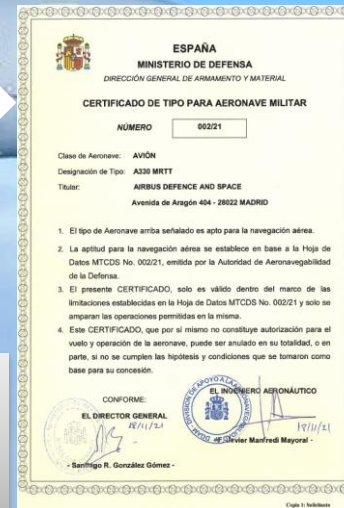 ESPAÑA
MINISTERIO DE DEFENSA
DIRECCIÓN GENERAL DE ARMAMENTO Y MATERIAL
CERTIFICADO DE TIPO PARA AERONAVE MILITAR
NÚMERO 002/21
Clase de Aeronave: AVIÓN
Designación de Tipo: A330 MRTT
Titular: AIRBUS DEFENCE AND SPACE
Avenida de Aragón 404 - 28022 MADRID
1. El tipo de Aeronave arriba señalado es apto para la navegación aérea.
2. La aptitud para la navegación aérea se establece en base a la Hoja de
Datos MTCDS No. 002/21, emitida por la Autoridad de Aeronavegabilidad
de la Defensa.
3. El presente CERTIFICADO, solo es válido dentro del marco de las
limitaciones establecidas en la Hoja de Datos MTCDS No. 002/21 y solo se
amparan las operaciones permitidas en la misma.
4. Este CERTIFICADO, que por sí mismo no constituye autorización para el
vuelo y operación de la aeronave, puede ser anulado en su totalidad, o en
parte, si no se cumplen las hipótesis y condiciones que se tomaron como
base para su concesión.
CONFORME:
EL DIRECTOR GENERAL
18/11/21
EL INGENIERO AERONÁUTICO
18/11/21
Javier Manfredi Mayoral -
- Santiago R. González Gómez -
Copia 1: Solicitante